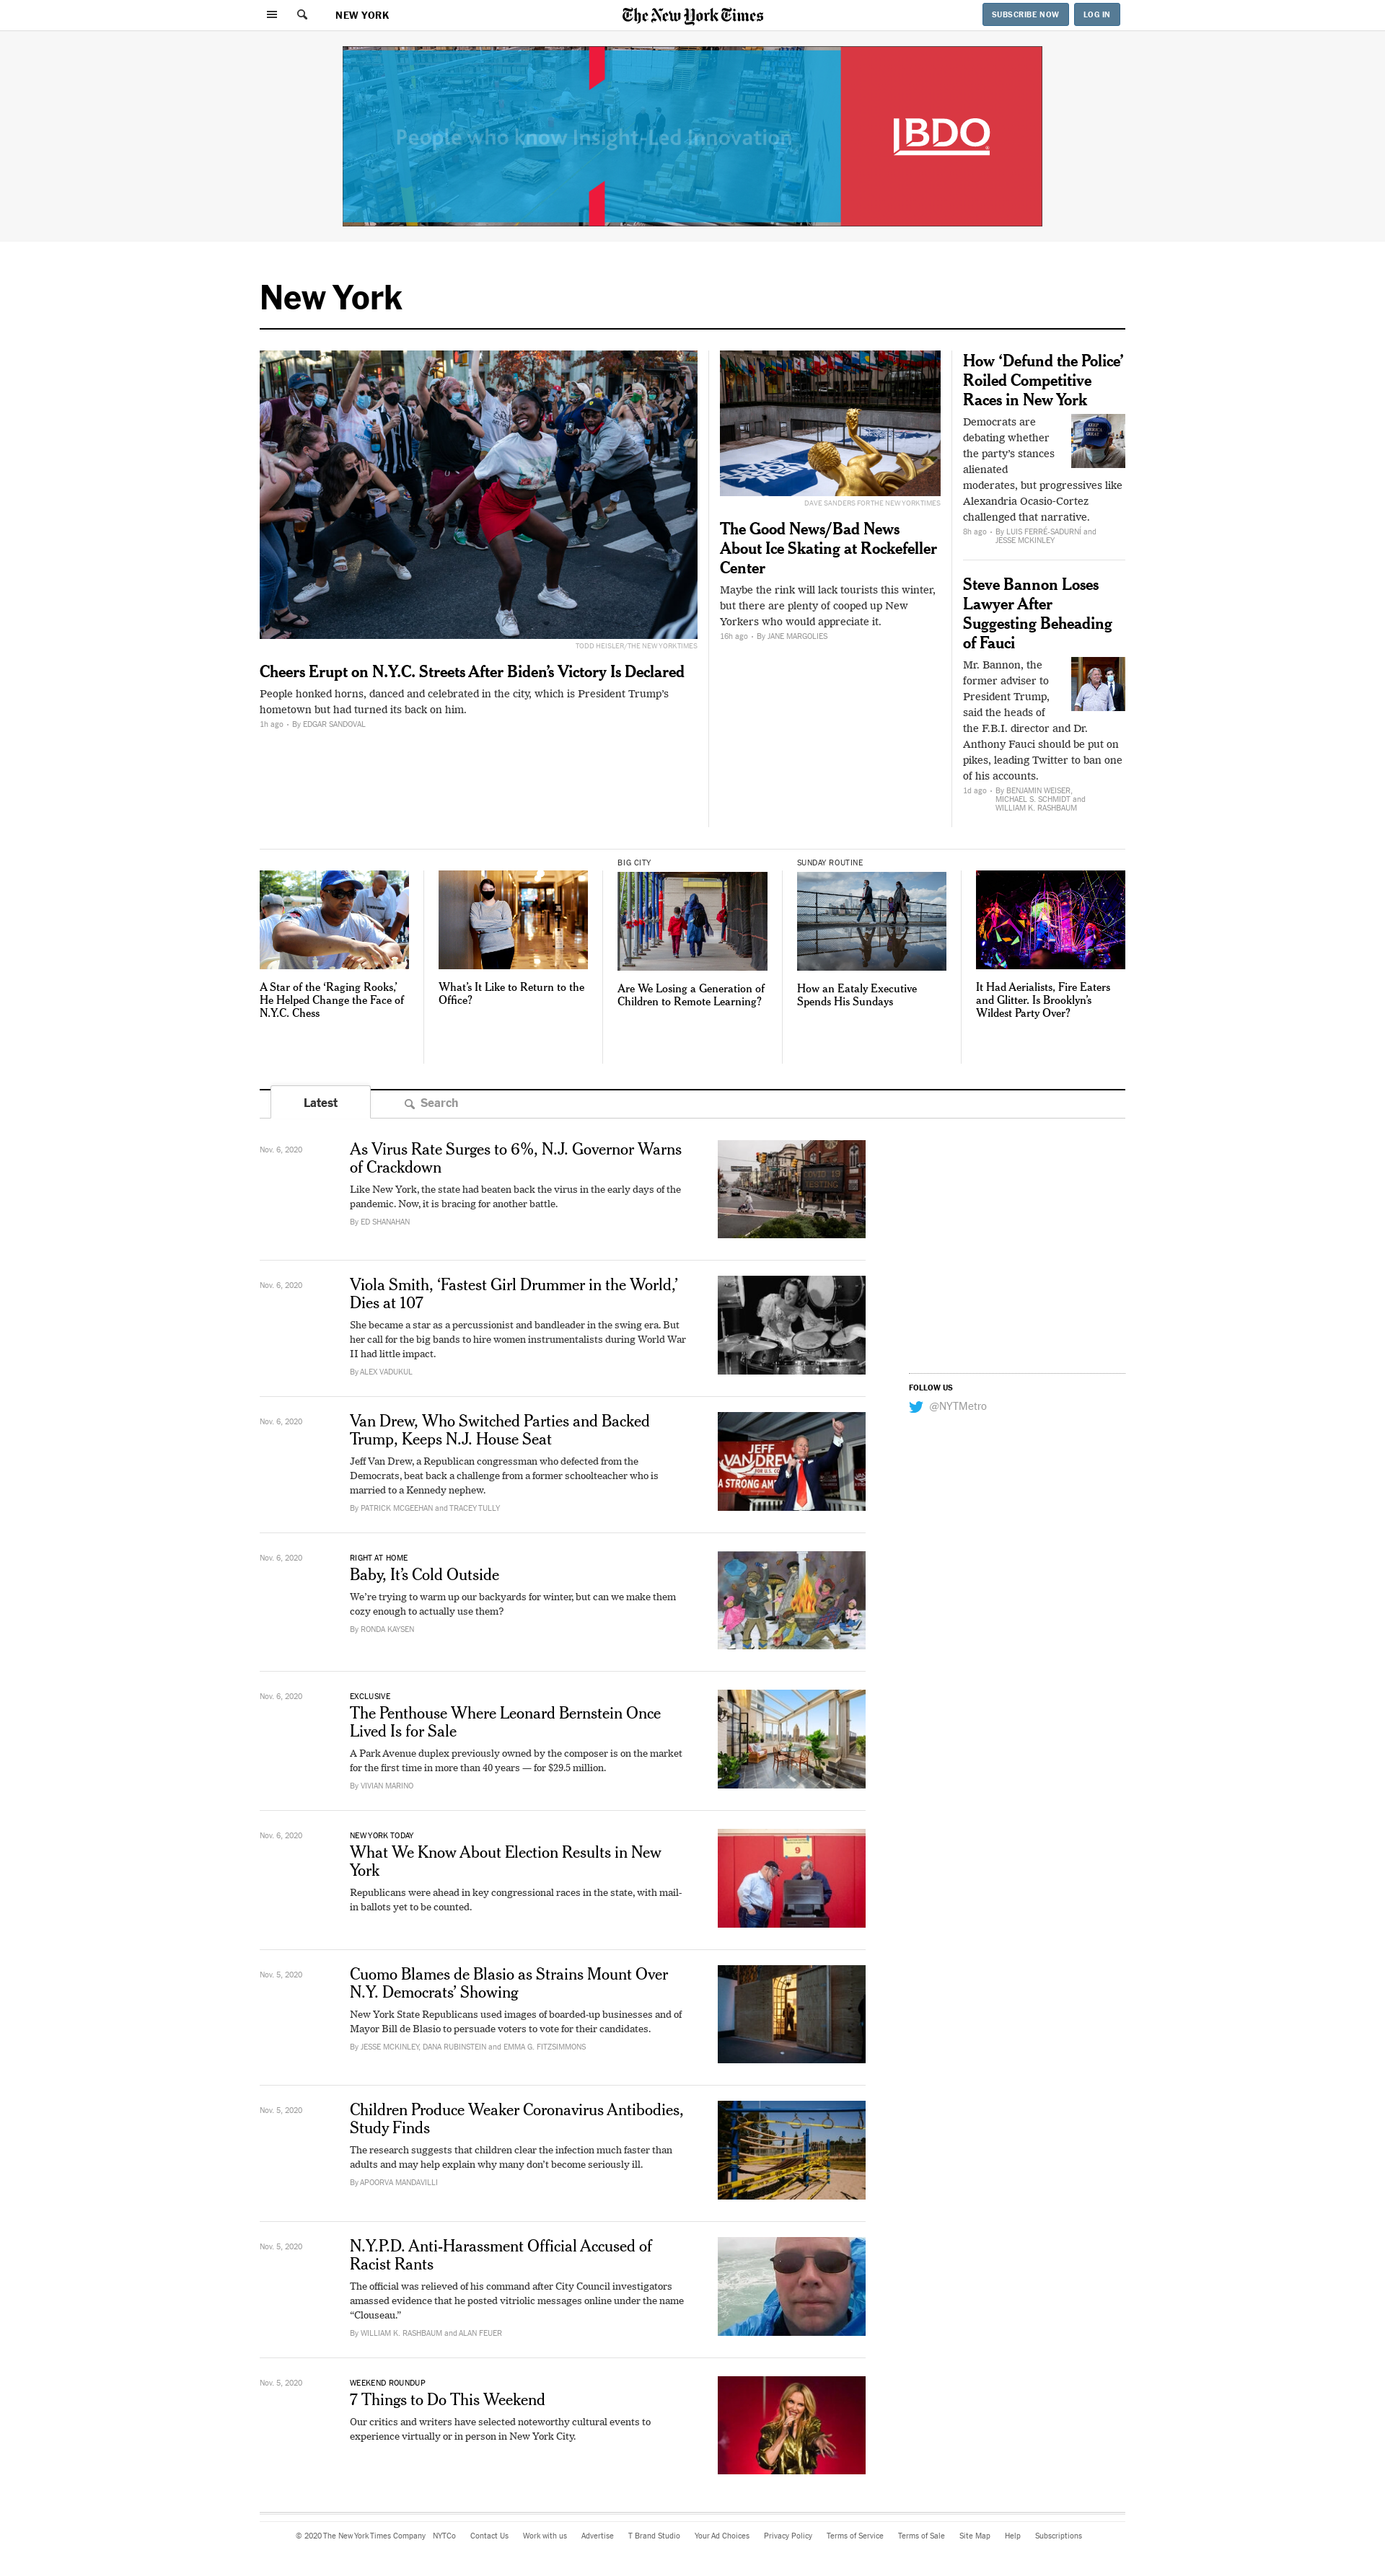 NEW YORK
The New York Times
SUBSCRIBE NOW
LOG IN
People who know Insight-Led Innovation
BDO
New York
TODD HEISLER/THE NEW YORK TIMES
Cheers Erupt on N.Y.C. Streets After Biden's Victory Is Declared
People honked horns, danced and celebrated in the city, which is President Trump's
hometown but had turned its back on him.
1h ago • By EDGAR SANDOVAL
DAVE SANDERS FOR THE NEW YORK TIMES
The Good News/Bad News
About Ice Skating at Rockefeller
Center
Maybe the rink will lack tourists this winter,
but there are plenty of cooped up New
Yorkers who would appreciate it.
16h ago • By JANE MARGOLIES
How ‘Defund the Police’
Roiled Competitive
Races in New York
Democrats are
debating whether
the party's stances
alienated
moderates, but progressives like
Alexandria Ocasio-Cortez
challenged that narrative.
8h ago • By LUIS FERRÉ-SADURNÍ and
JESSE MCKINLEY
Steve Bannon Loses
Lawyer After
Suggesting Beheading
of Fauci
Mr. Bannon, the
former adviser to
President Trump,
said the heads of
the F.B.I. director and Dr.
Anthony Fauci should be put on
pikes, leading Twitter to ban one
of his accounts.
1d ago • By BENJAMIN WEISER,
MICHAEL S. SCHMIDT and
WILLIAM K. RASHBAUM
A Star of the ‘Raging Rooks,’
He Helped Change the Face of
N.Y.C. Chess
What's It Like to Return to the
Office?
BIG CITY
Are We Losing a Generation of
Children to Remote Learning?
SUNDAY ROUTINE
How an Eataly Executive
Spends His Sundays
It Had Aerialists, Fire Eaters
and Glitter. Is Brooklyn's
Wildest Party Over?
Latest
Search
Nov. 6, 2020
As Virus Rate Surges to 6%, N.J. Governor Warns
of Crackdown
Like New York, the state had beaten back the virus in the early days of the
pandemic. Now, it is bracing for another battle.
By ED SHANAHAN
COVID 19
TESTING
Nov. 6, 2020
Viola Smith, ‘Fastest Girl Drummer in the World,’
Dies at 107
She became a star as a percussionist and bandleader in the swing era. But
her call for the big bands to hire women instrumentalists during World War
II had little impact.
By ALEX VADUKUL
FOLLOW US
@NYTMetro
Nov. 6, 2020
Van Drew, Who Switched Parties and Backed
Trump, Keeps N.J. House Seat
Jeff Van Drew, a Republican congressman who defected from the
Democrats, beat back a challenge from a former schoolteacher who is
married to a Kennedy nephew.
By PATRICK MCGEEHAN and TRACEY TULLY
JEFF
VAN DREW
FOR U.S. CO
A STRONG AM
Nov. 6, 2020
RIGHT AT HOME
Baby, It's Cold Outside
We're trying to warm up our backyards for winter, but can we make them
cozy enough to actually use them?
By RONDA KAYSEN
Nov. 6, 2020
EXCLUSIVE
The Penthouse Where Leonard Bernstein Once
Lived Is for Sale
A Park Avenue duplex previously owned by the composer is on the market
for the first time in more than 40 years — for $29.5 million.
By VIVIAN MARINO
Nov. 6, 2020
NEW YORK TODAY
What We Know About Election Results in New
York
Republicans were ahead in key congressional races in the state, with mail-
in ballots yet to be counted.
9
Nov. 5, 2020
Cuomo Blames de Blasio as Strains Mount Over
N.Y. Democrats’ Showing
New York State Republicans used images of boarded-up businesses and of
Mayor Bill de Blasio to persuade voters to vote for their candidates.
By JESSE MCKINLEY, DANA RUBINSTEIN and EMMA G. FITZSIMMONS
Nov. 5, 2020
Children Produce Weaker Coronavirus Antibodies,
Study Finds
The research suggests that children clear the infection much faster than
adults and may help explain why many don't become seriously ill.
By APOORVA MANDAVILLI
Nov. 5, 2020
N.Y.P.D. Anti-Harassment Official Accused of
Racist Rants
The official was relieved of his command after City Council investigators
amassed evidence that he posted vitriolic messages online under the name
“Clouseau.”
By WILLIAM K. RASHBAUM and ALAN FEUER
Nov. 5, 2020
WEEKEND ROUNDUP
7 Things to Do This Weekend
Our critics and writers have selected noteworthy cultural events to
experience virtually or in person in New York City.
© 2020 The New York Times Company NYTCo Contact Us Work with us Advertise T Brand Studio Your Ad Choices Privacy Policy Terms of Service Terms of Sale Site Map Help Subscriptions